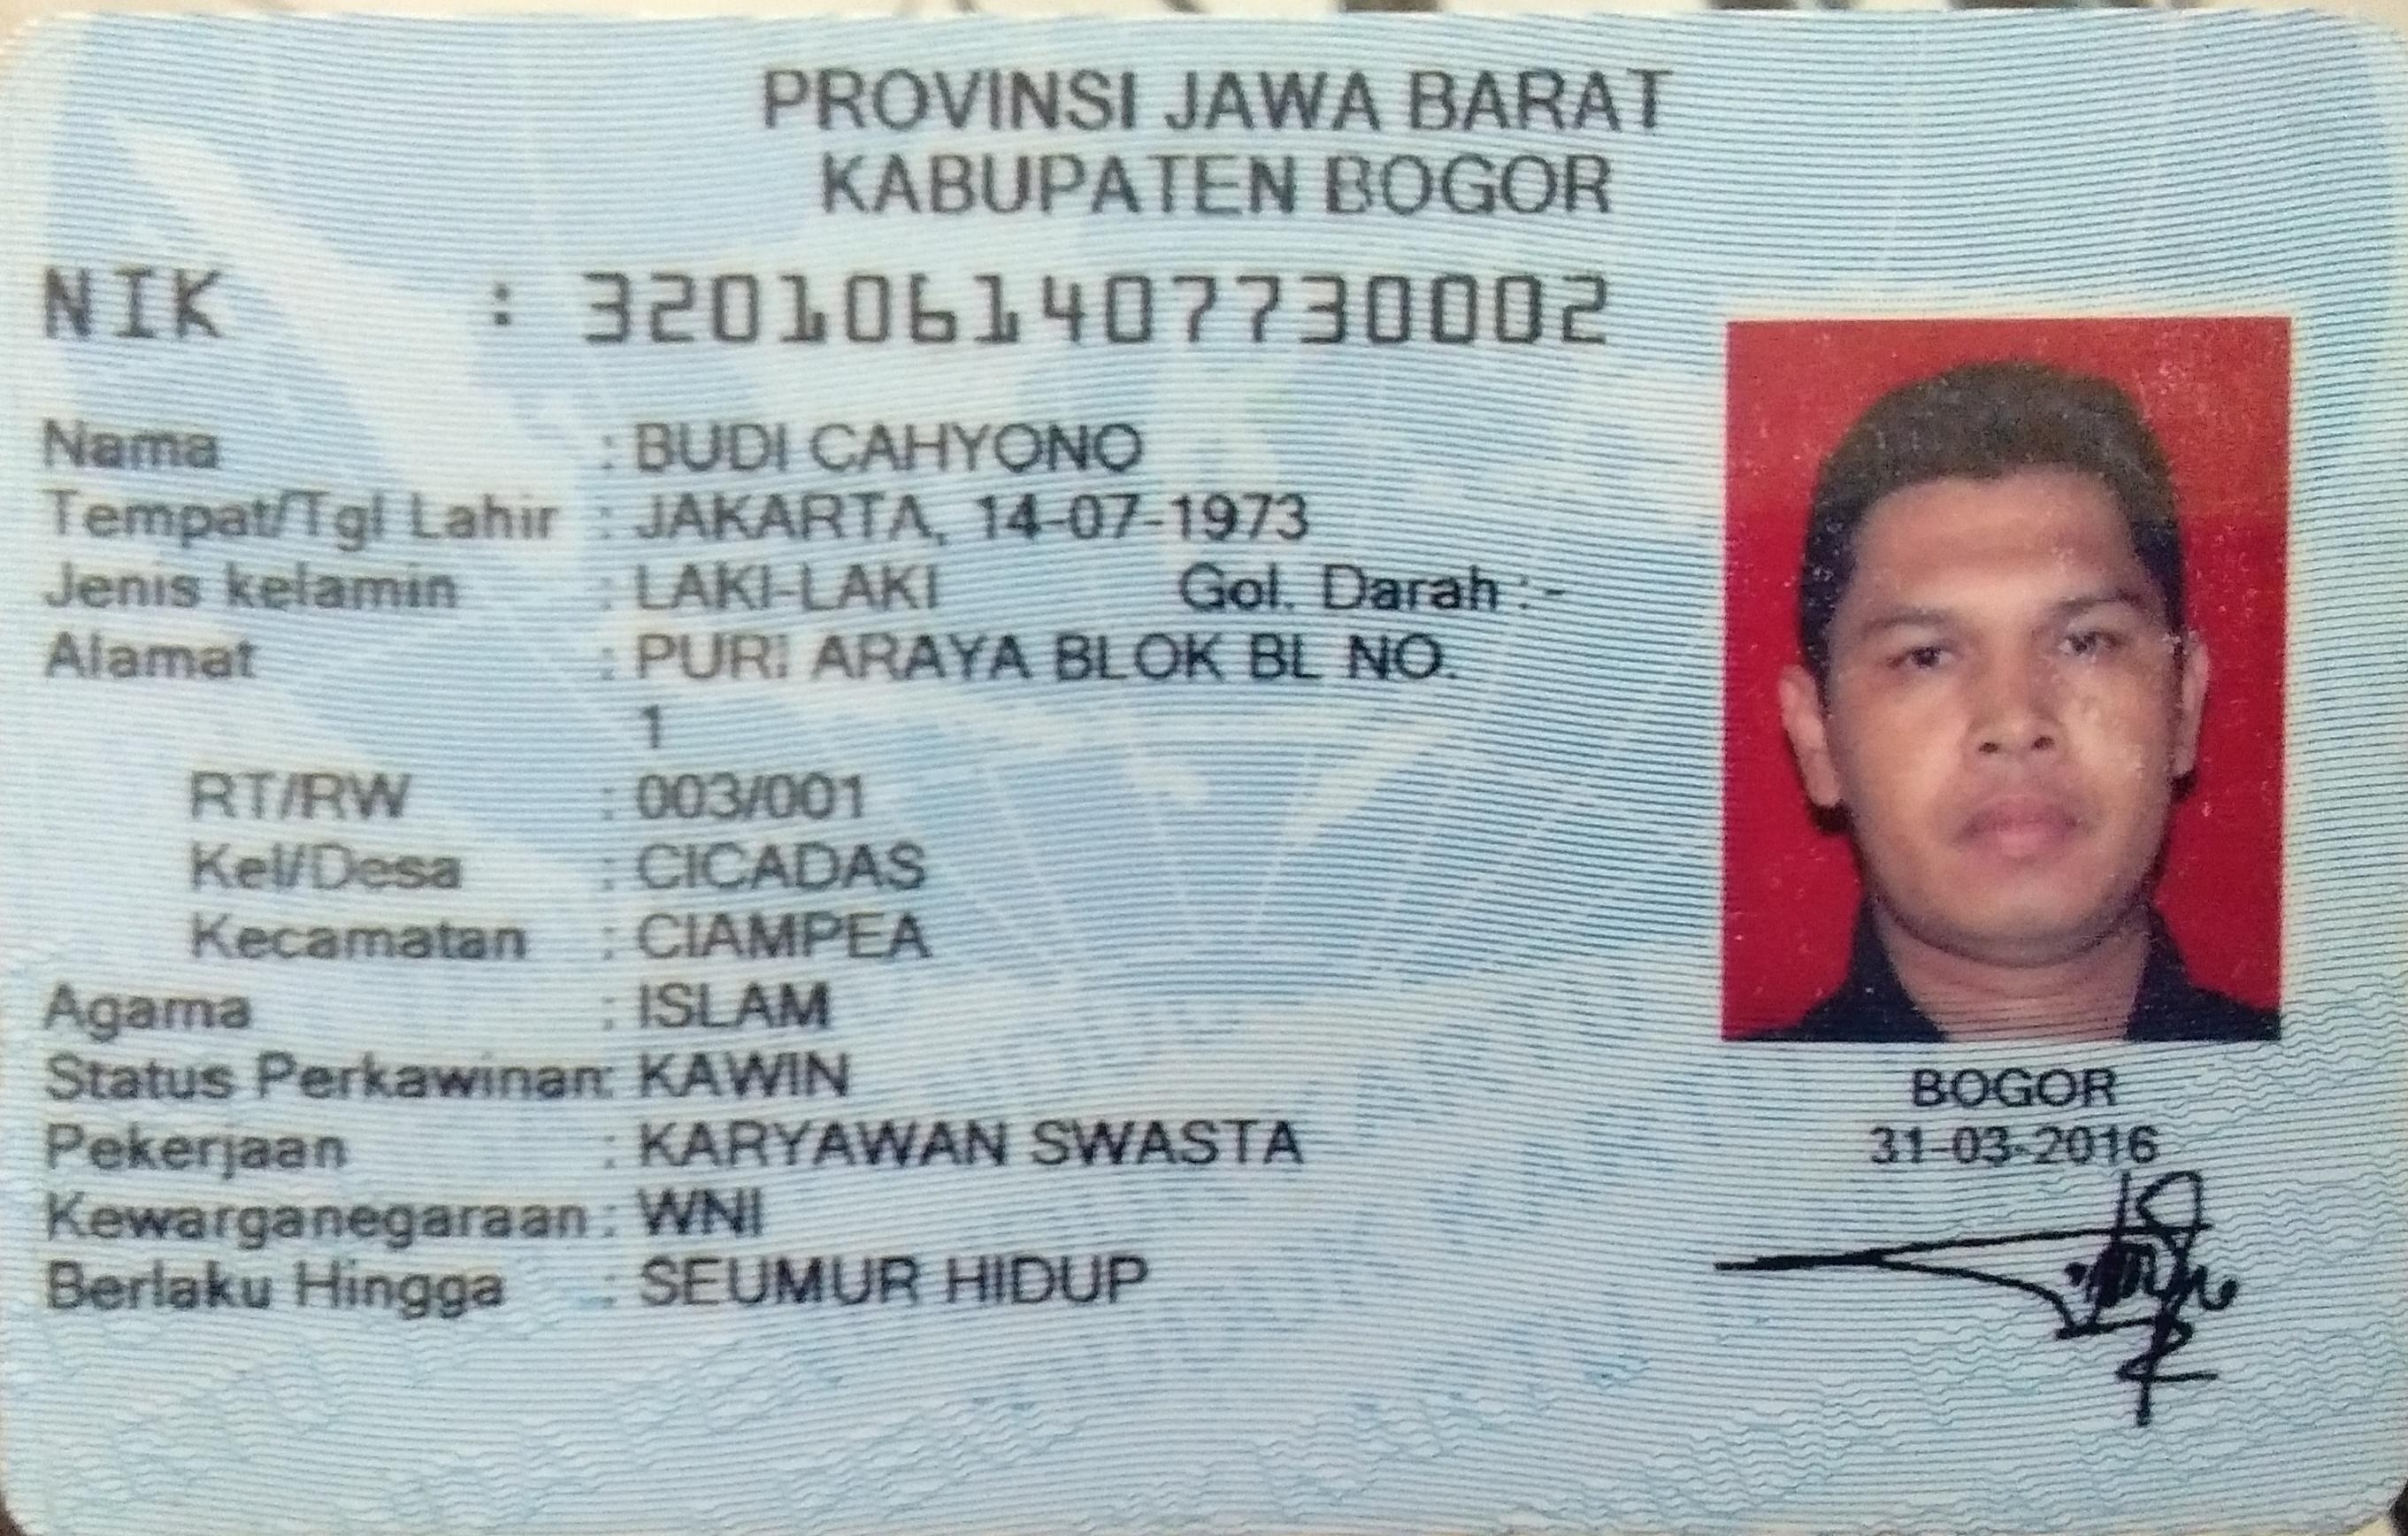 PROVINSI JAWA BARAT
KABUPATEN BOGOR
NIK : 3201061407730002
Nama : BUDI CAHYONO
Tempat/Tgl Lahir : JAKARTA, 14-07-1973
Jenis kelamin : LAKI-LAKI Gol. Darah : -
Alamat : PURI ARAYA BLOK BL NO.
1
RT/RW : 003/001
Kel/Desa : CICADAS
Kecamatan : CIAMPEA
Agama : ISLAM
Status Perkawinan: KAWIN
Pekerjaan : KARYAWAN SWASTA
Kewarganegaraan : WNI
Berlaku Hingga : SEUMUR HIDUP
BOGOR
31-03-2016